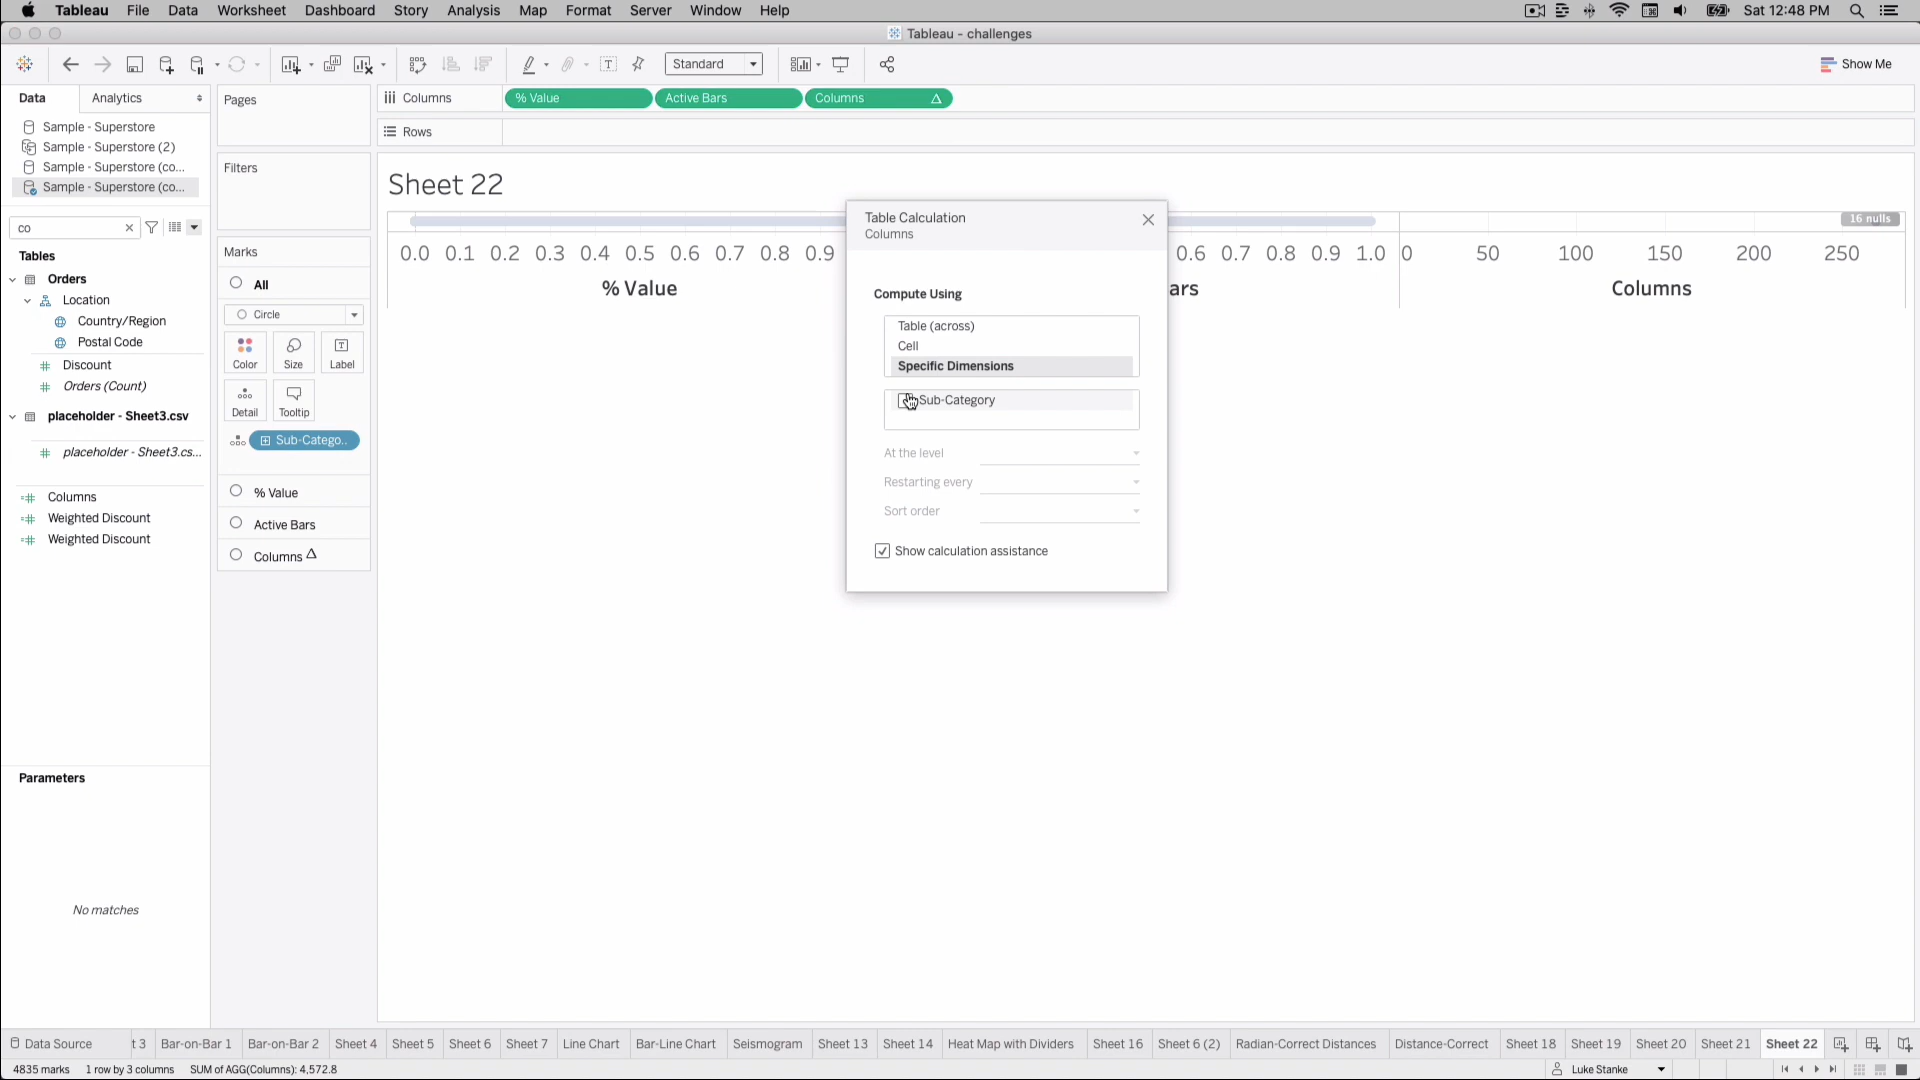 Tableau File Data Worksheet Dashboard Story Analysis Map Format Server Window Help
Sat 12:48 PM
Tableau - challenges
Standard
Show Me
Data
Analytics
Sample - Superstore
Sample - Superstore (2)
Sample - Superstore (co...
Sample - Superstore (co...
co
Tables
Orders
Location
Country/Region
Postal Code
Discount
Orders (Count)
placeholder - Sheet3.csv
placeholder - Sheet3.cs...
Columns
Weighted Discount
Weighted Discount
Parameters
No matches
Pages
Filters
Marks
All
Circle
Color
Size
Label
Detail
Tooltip
Sub-Catego..
% Value
Active Bars
Columns
Columns
% Value
Active Bars
Columns
Rows
Sheet 22
16 nulls
0.0 0.1 0.2 0.3 0.4 0.5 0.6 0.7 0.8 0.9
0.6 0.7 0.8 0.9 1.0
0 50 100 150 200 250
% Value
ars
Columns
Table Calculation
Columns
Compute Using
Table (across)
Cell
Specific Dimensions
Sub-Category
At the level
Restarting every
Sort order
Show calculation assistance
Data Source
t 3
Bar-on-Bar 1
Bar-on-Bar 2
Sheet 4
Sheet 5
Sheet 6
Sheet 7
Line Chart
Bar-Line Chart
Seismogram
Sheet 13
Sheet 14
Heat Map with Dividers
Sheet 16
Sheet 6 (2)
Radian-Correct Distances
Distance-Correct
Sheet 18
Sheet 19
Sheet 20
Sheet 21
Sheet 22
4835 marks
1 row by 3 columns
SUM of AGG(Columns): 4,572.8
Luke Stanke